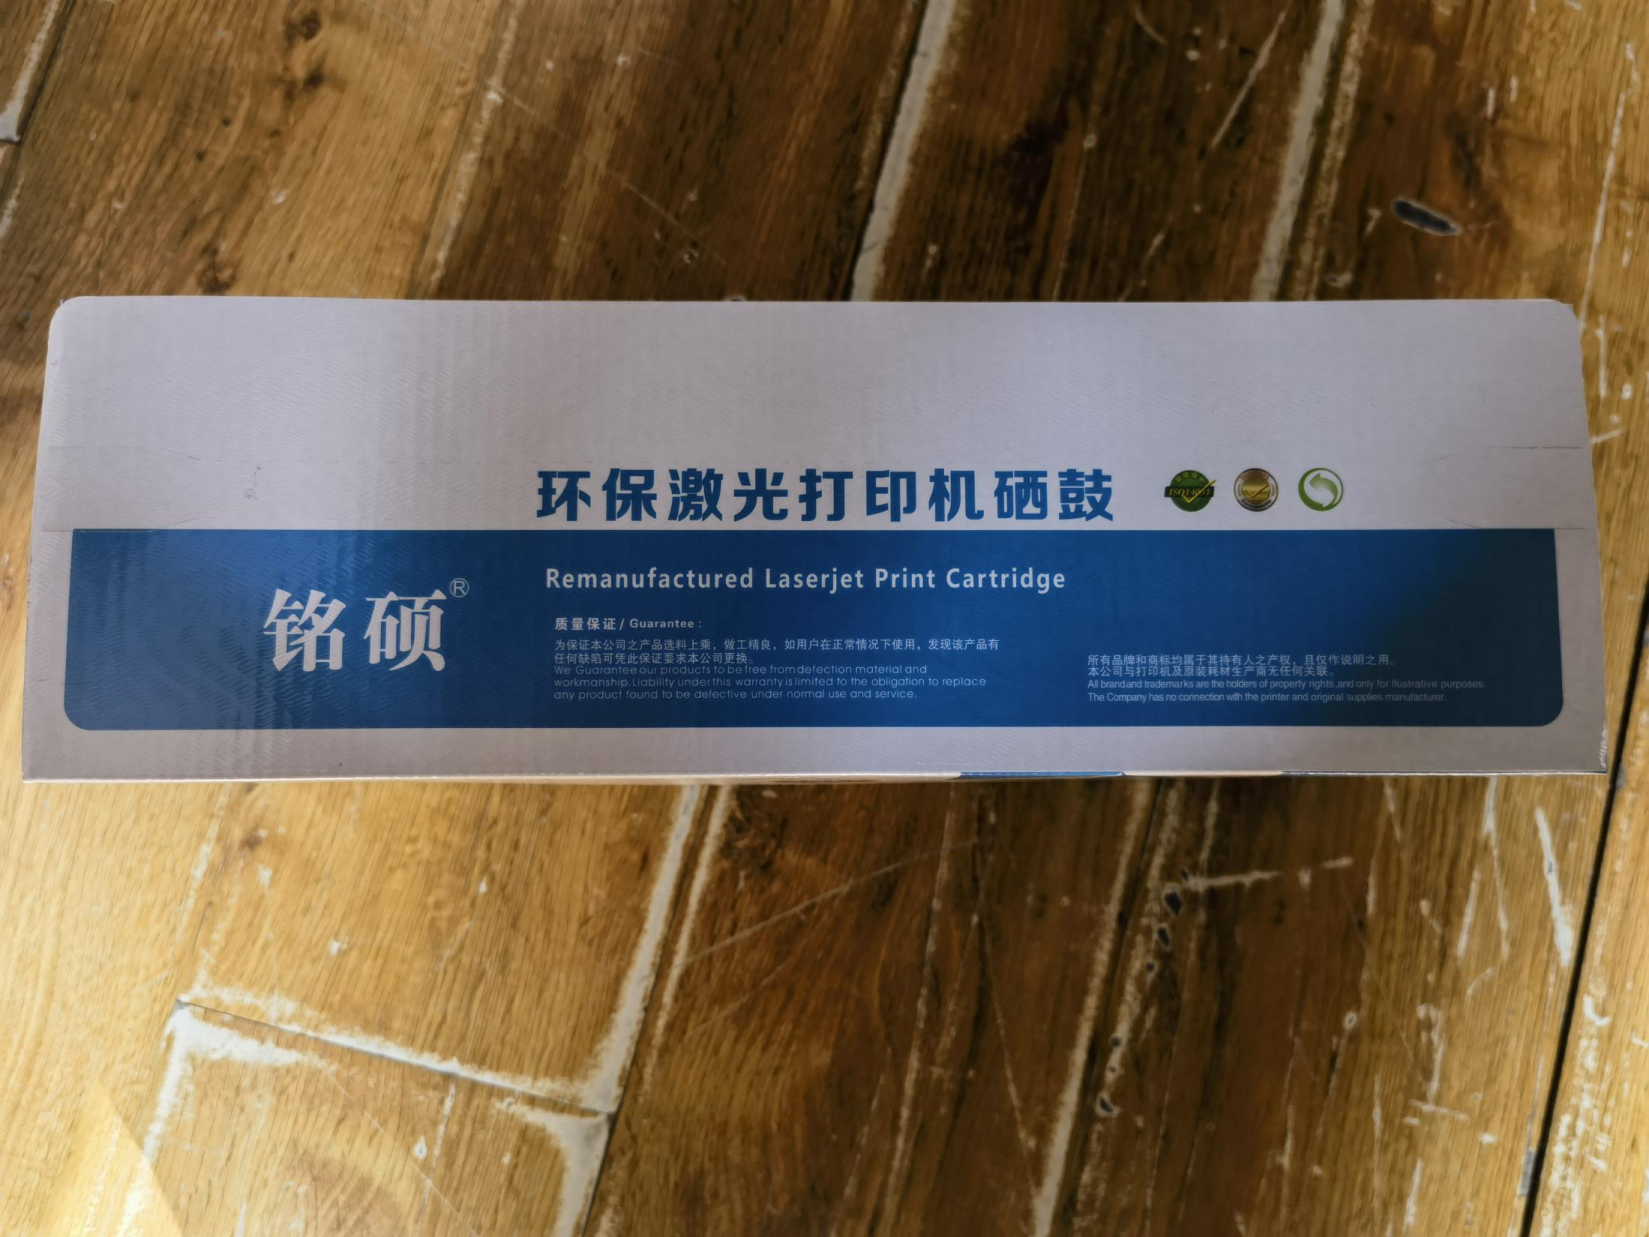 环保激光打印机硒鼓
ISO14001
铭硕®
Remanufactured Laserjet Print Cartridge
质量保证 / Guarantee :
为保证本公司之产品选料上乘，做工精良，如用户在正常情况下使用，发现该产品有
任何缺陷可凭此保证要求本公司更换。
We Guarantee our products to be free from defection material and
workmanship. Liability under this warranty is limited to the obligation to replace
any product found to be defective under normal use and service.
所有品牌和商标均属于其持有人之产权，且仅作说明之用。
本公司与打印机及原装耗材生产商无任何关联。
All brand and trademarks are the holders of property rights ,and only for Ilustrative purposes.
The Company has no connection with the printer and original supplies manufacturer.